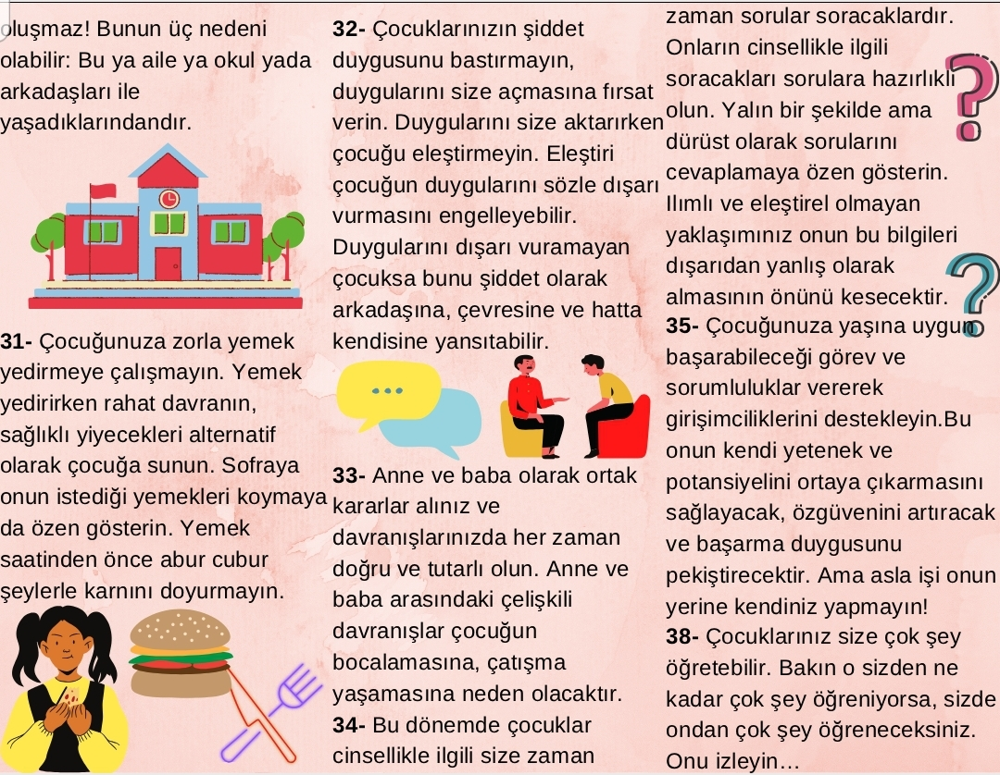 oluşmaz! Bunun üç nedeni
olabilir: Bu ya aile ya okul yada
arkadaşları ile
yaşadıklarındandır.
31- Çocuğunuza zorla yemek
yedirmeye çalışmayın. Yemek
yedirirken rahat davranın,
sağlıklı yiyecekleri alternatif
olarak çocuğa sunun. Sofraya
onun istediği yemekleri koymaya
da özen gösterin. Yemek
saatinden önce abur cubur
şeylerle karnını doyurmayın.
32- Çocuklarınızın şiddet
duygusunu bastırmayın,
duygularını size açmasına fırsat
verin. Duygularını size aktarırken
çocuğu eleştirmeyin. Eleştiri
çocuğun duygularını sözle dışarı
vurmasını engelleyebilir.
Duygularını dışarı vuramayan
çocuksa bunu şiddet olarak
arkadaşına, çevresine ve hatta
kendisine yansıtabilir.
33- Anne ve baba olarak ortak
kararlar alınız ve
davranışlarınızda her zaman
doğru ve tutarlı olun. Anne ve
baba arasındaki çelişkili
davranışlar çocuğun
bocalamasına, çatışma
yaşamasına neden olacaktır.
34- Bu dönemde çocuklar
cinsellikle ilgili size zaman
zaman sorular soracaklardır.
Onların cinsellikle ilgili
soracakları sorulara hazırlıklı
olun. Yalın bir şekilde ama
dürüst olarak sorularını
cevaplamaya özen gösterin.
Ilımlı ve eleştirel olmayan
yaklaşımınız onun bu bilgileri
dışarıdan yanlış olarak
almasının önünü kesecektir.
35- Çocuğunuza yaşına uygun
başarabileceği görev ve
sorumluluklar vererek
girişimciliklerini destekleyin.Bu
onun kendi yetenek ve
potansiyelini ortaya çıkarmasını
sağlayacak, özgüvenini artıracak
ve başarma duygusunu
pekiştirecektir. Ama asla işi onun
yerine kendiniz yapmayın!
38- Çocuklarınız size çok şey
öğretebilir. Bakın o sizden ne
kadar çok şey öğreniyorsa, sizde
ondan çok şey öğreneceksiniz.
Onu izleyin…